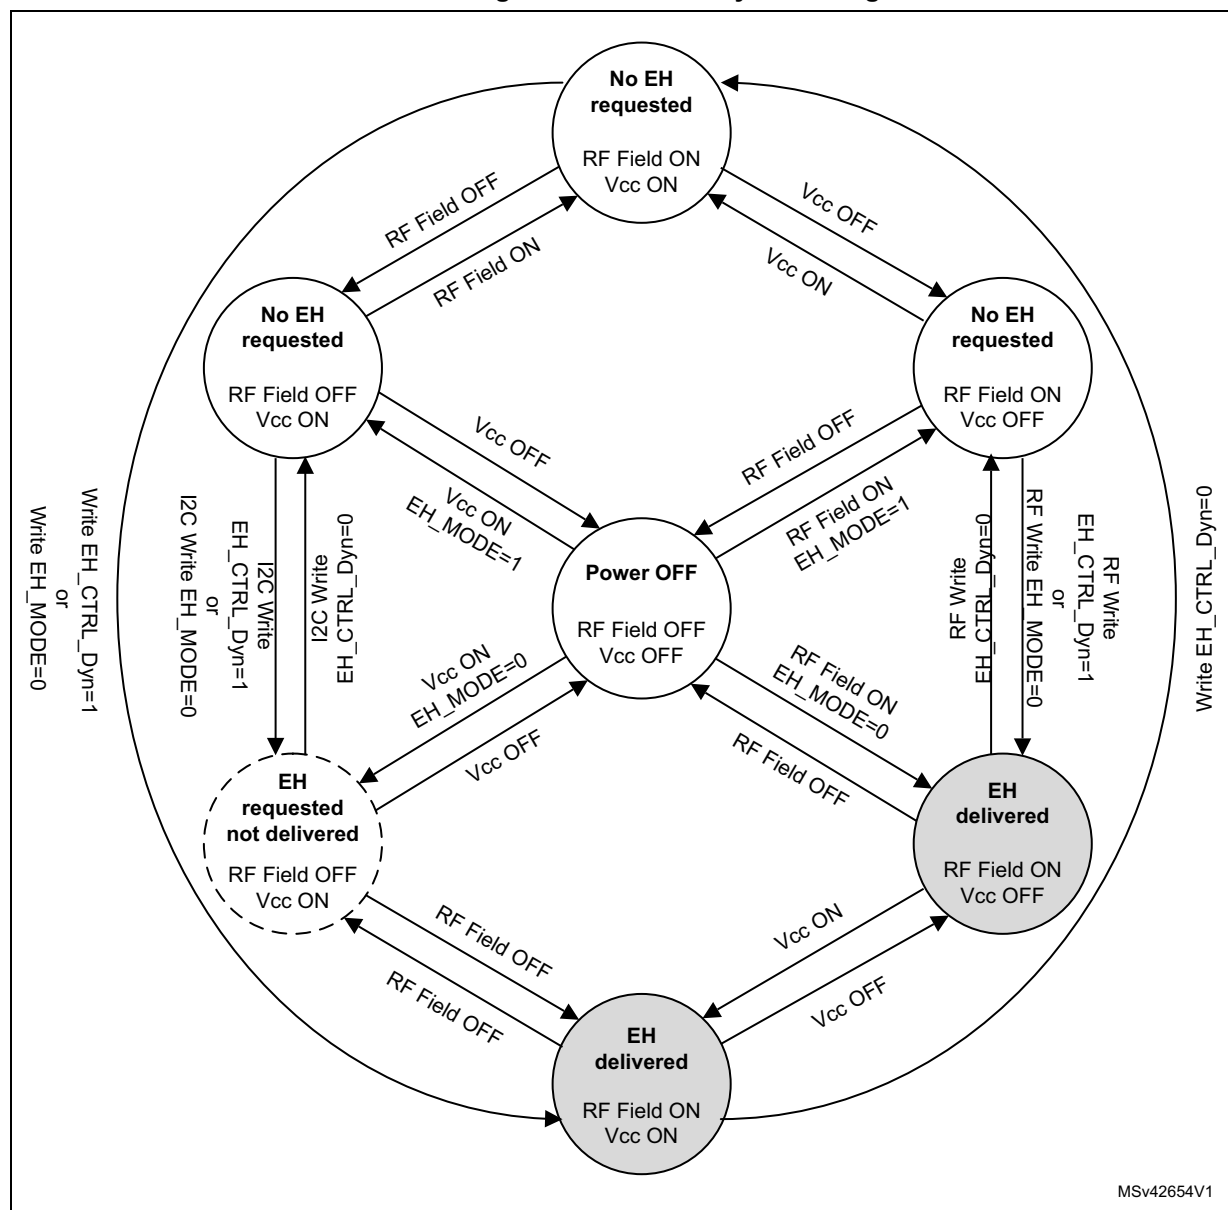 No EH
requested
RF Field ON
Vcc ON
RF Field OFF
RF Field ON
Vcc OFF
Vcc ON
No EH
requested
RF Field OFF
Vcc ON
No EH
requested
RF Field ON
Vcc OFF
Vcc OFF
Vcc ON
EH_MODE=1
RF Field OFF
RF Field ON
EH_MODE=1
Write EH_CTRL_Dyn=1
or
Write EH_MODE=0
I2C Write
EH_CTRL_Dyn=1
or
I2C Write EH_MODE=0
I2C Write
EH_CTRL_Dyn=0
Power OFF
RF Field OFF
Vcc OFF
RF Write
EH_CTRL_Dyn=0
RF Write
EH_CTRL_Dyn=1
or
RF Write EH_MODE=0
Write EH_CTRL_Dyn=0
Vcc ON
EH_MODE=0
Vcc OFF
RF Field ON
EH_MODE=0
RF Field OFF
EH
requested
not delivered
RF Field OFF
Vcc ON
EH
delivered
RF Field ON
Vcc OFF
RF Field OFF
RF Field OFF
Vcc ON
Vcc OFF
EH
delivered
RF Field ON
Vcc ON
MSv42654V1